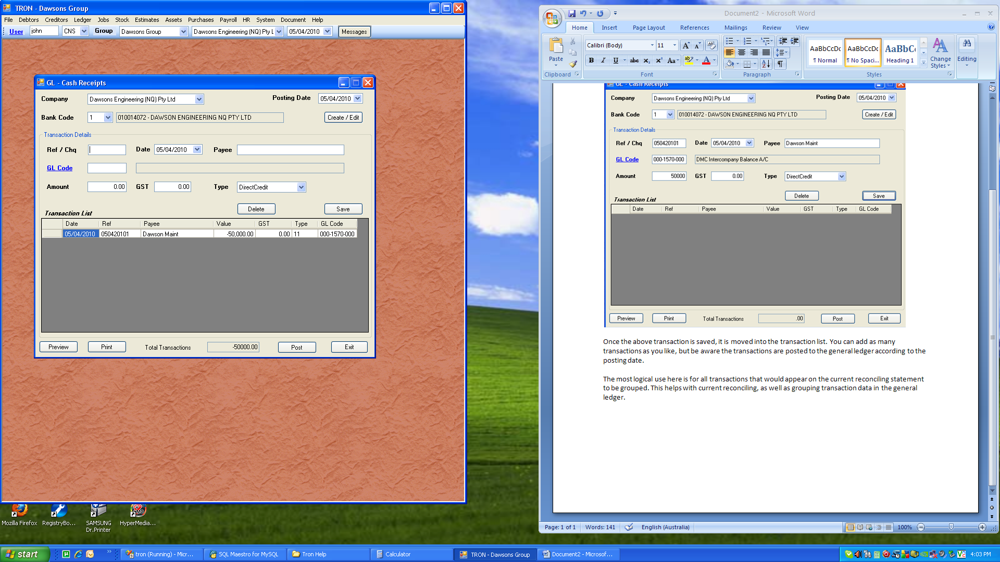 TRON - Dawsons Group
File Debtors Creditors Ledger Jobs Stock Estimates Assets Purchases Payroll HR System Document Help
User john CNS Group Dawsons Group Dawsons Engineering (NQ) Pty L 05/04/2010 Messages
GL - Cash Receipts
Company Dawsons Engineering (NQ) Pty Ltd Posting Date 05/04/2010
Bank Code 1 010014072 - DAWSON ENGINEERING NQ PTY LTD Create / Edit
Transaction Details
Ref / Chq Date 05/04/2010 Payee
GL Code
Amount 0.00 GST 0.00 Type DirectCredit
Delete Save
Transaction List
Date Ref Payee Value GST Type GL Code
05/04/2010 050420101 Dawson Maint -50,000.00 0.00 11 000-1570-000
Preview Print Total Transactions -50000.00 Post Exit
Mozilla Firefox RegistryBo... SAMSUNG Dr.Printer HyperMedia...
Document2 - Microsoft Word
Home Insert Page Layout References Mailings Review View
Paste Calibri (Body) 11
B I U abc X₂ X² Aa ab A
AaBbCcDc AaBbCcDc AaBbCc
¶ Normal ¶ No Spaci... Heading 1
Change Styles Editing
Clipboard Font Paragraph Styles
GL - Cash Receipts
Company Dawsons Engineering (NQ) Pty Ltd Posting Date 05/04/2010
Bank Code 1 010014072 - DAWSON ENGINEERING NQ PTY LTD Create / Edit
Transaction Details
Ref / Chq 050420101 Date 05/04/2010 Payee Dawson Maint
GL Code 000-1570-000 DMC Intercompany Balance A/C
Amount 50000 GST 0.00 Type DirectCredit
Delete Save
Transaction List
Date Ref Payee Value GST Type GL Code
Preview Print Total Transactions .00 Post Exit
Once the above transaction is saved, it is moved into the transaction list. You can add as many
transactions as you like, but be aware the transactions are posted to the general ledger according to the
posting date.
The most logical use here is for all transactions that would appear on the current reconciling statement
to be grouped. This helps with current reconciling, as well as grouping transaction data in the general
ledger.
Page: 1 of 1 Words: 141 English (Australia) 100%
start tron (Running) - Micr... SQL Maestro for MySQL Tron Help Calculator TRON - Dawsons Group Document2 - Microsof... 4:03 PM